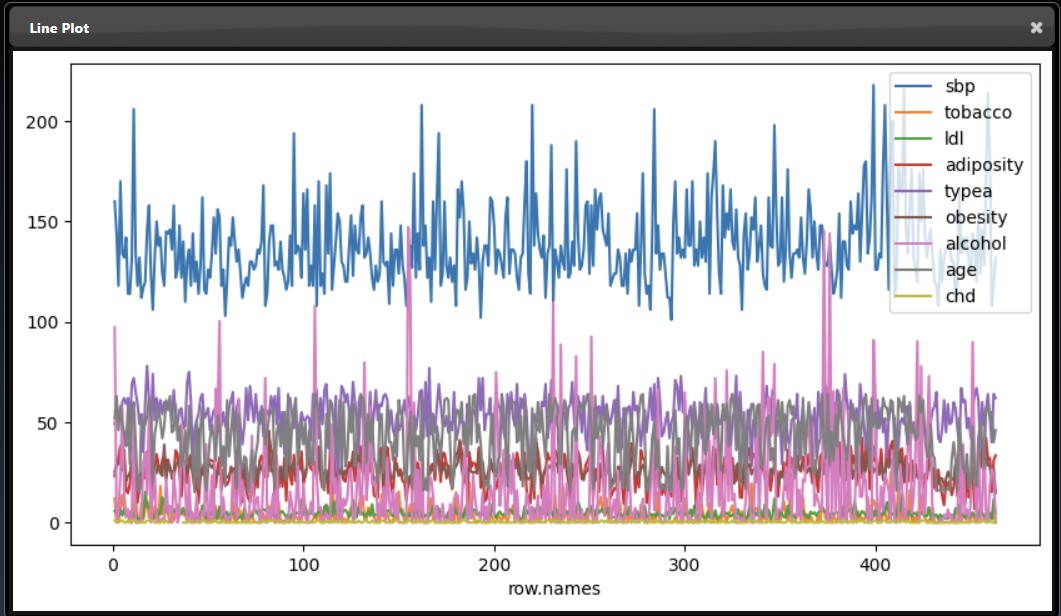 Line Plot
200
150
100
50
0
0 100 200 300 400
row.names
sbp
tobacco
ldl
adiposity
typea
obesity
alcohol
age
chd